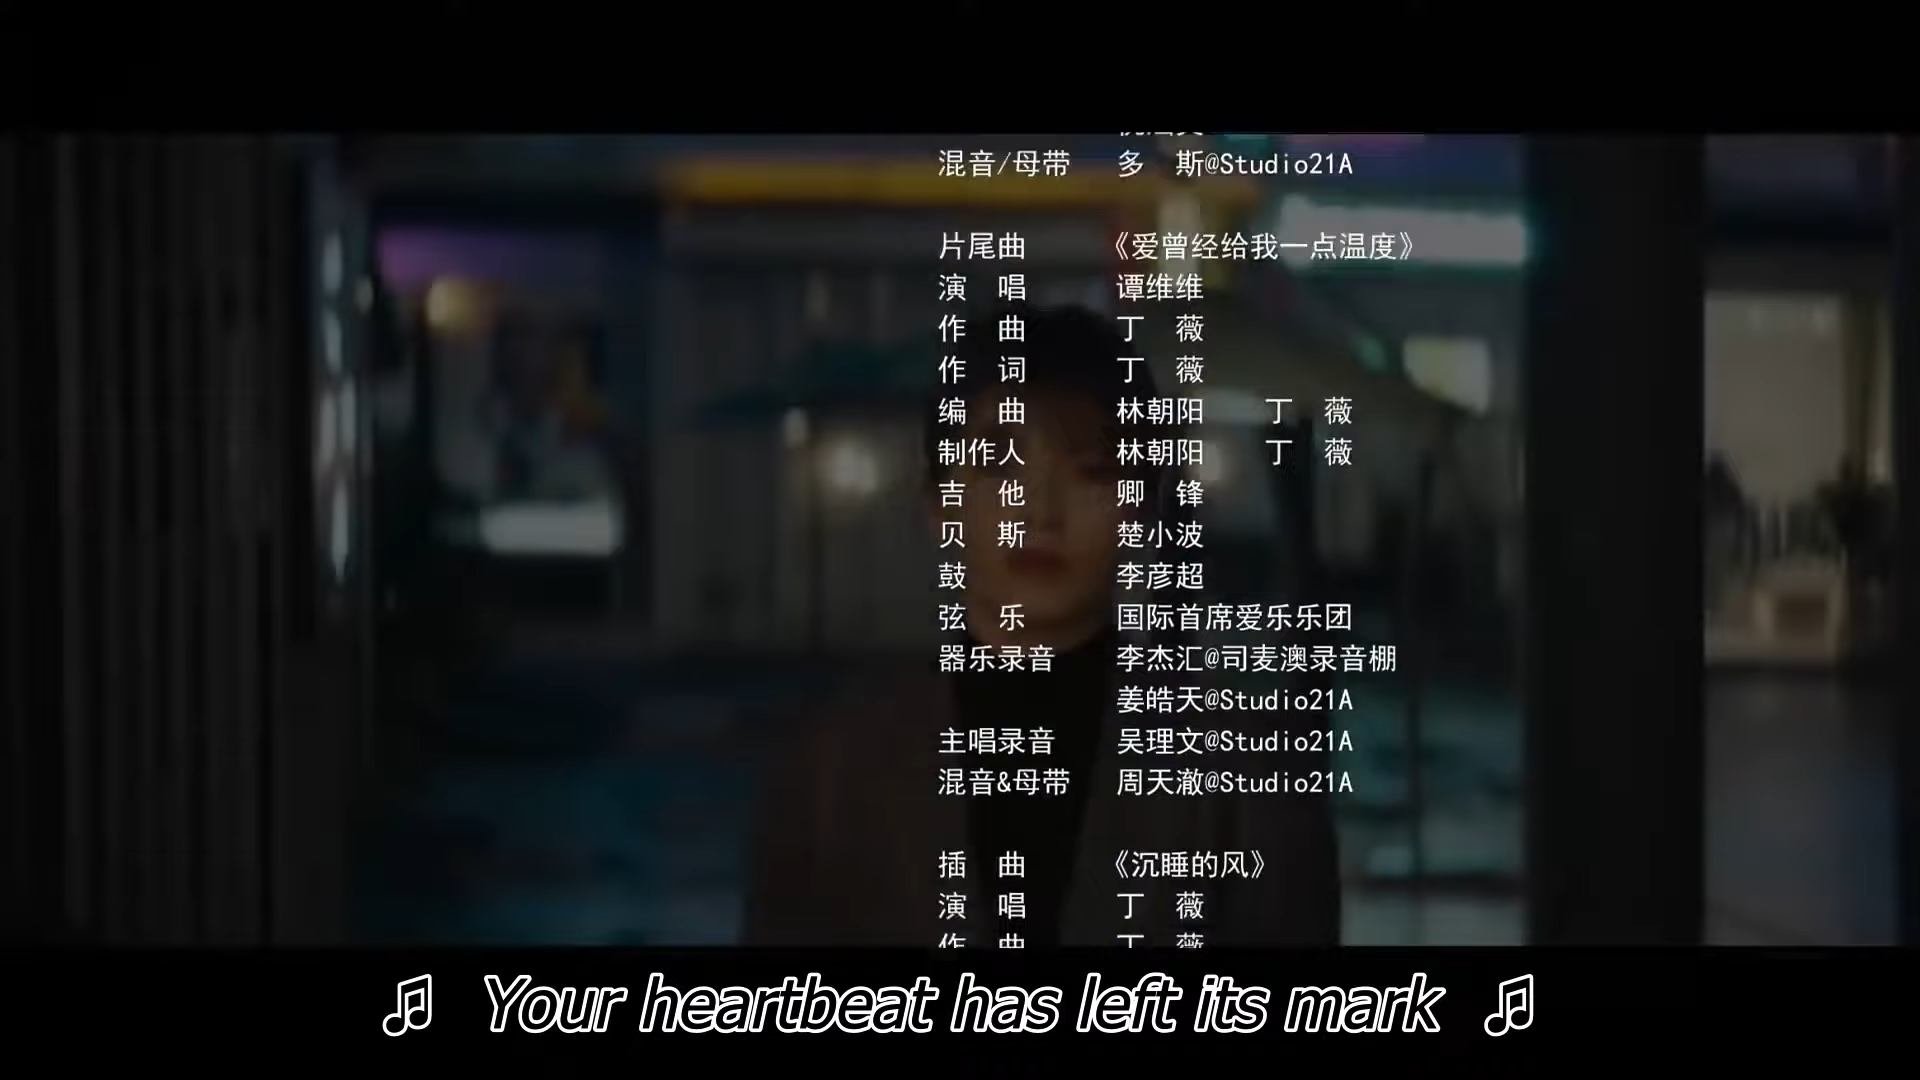 混音/母带 多 斯@Studio21A
片尾曲 《爱曾经给我一点温度》
演 唱 谭维维
作 曲 丁 薇
作 词 丁 薇
编 曲 林朝阳 丁 薇
制作人 林朝阳 丁 薇
吉 他 卿 锋
贝 斯 楚小波
鼓 李彦超
弦 乐 国际首席爱乐乐团
器乐录音 李杰汇@司麦澳录音棚
姜皓天@Studio21A
主唱录音 吴理文@Studio21A
混音&母带 周天澈@Studio21A
插 曲 《沉睡的风》
演 唱 丁 薇
作 曲 丁 薇
♫ Your heartbeat has left its mark ♫